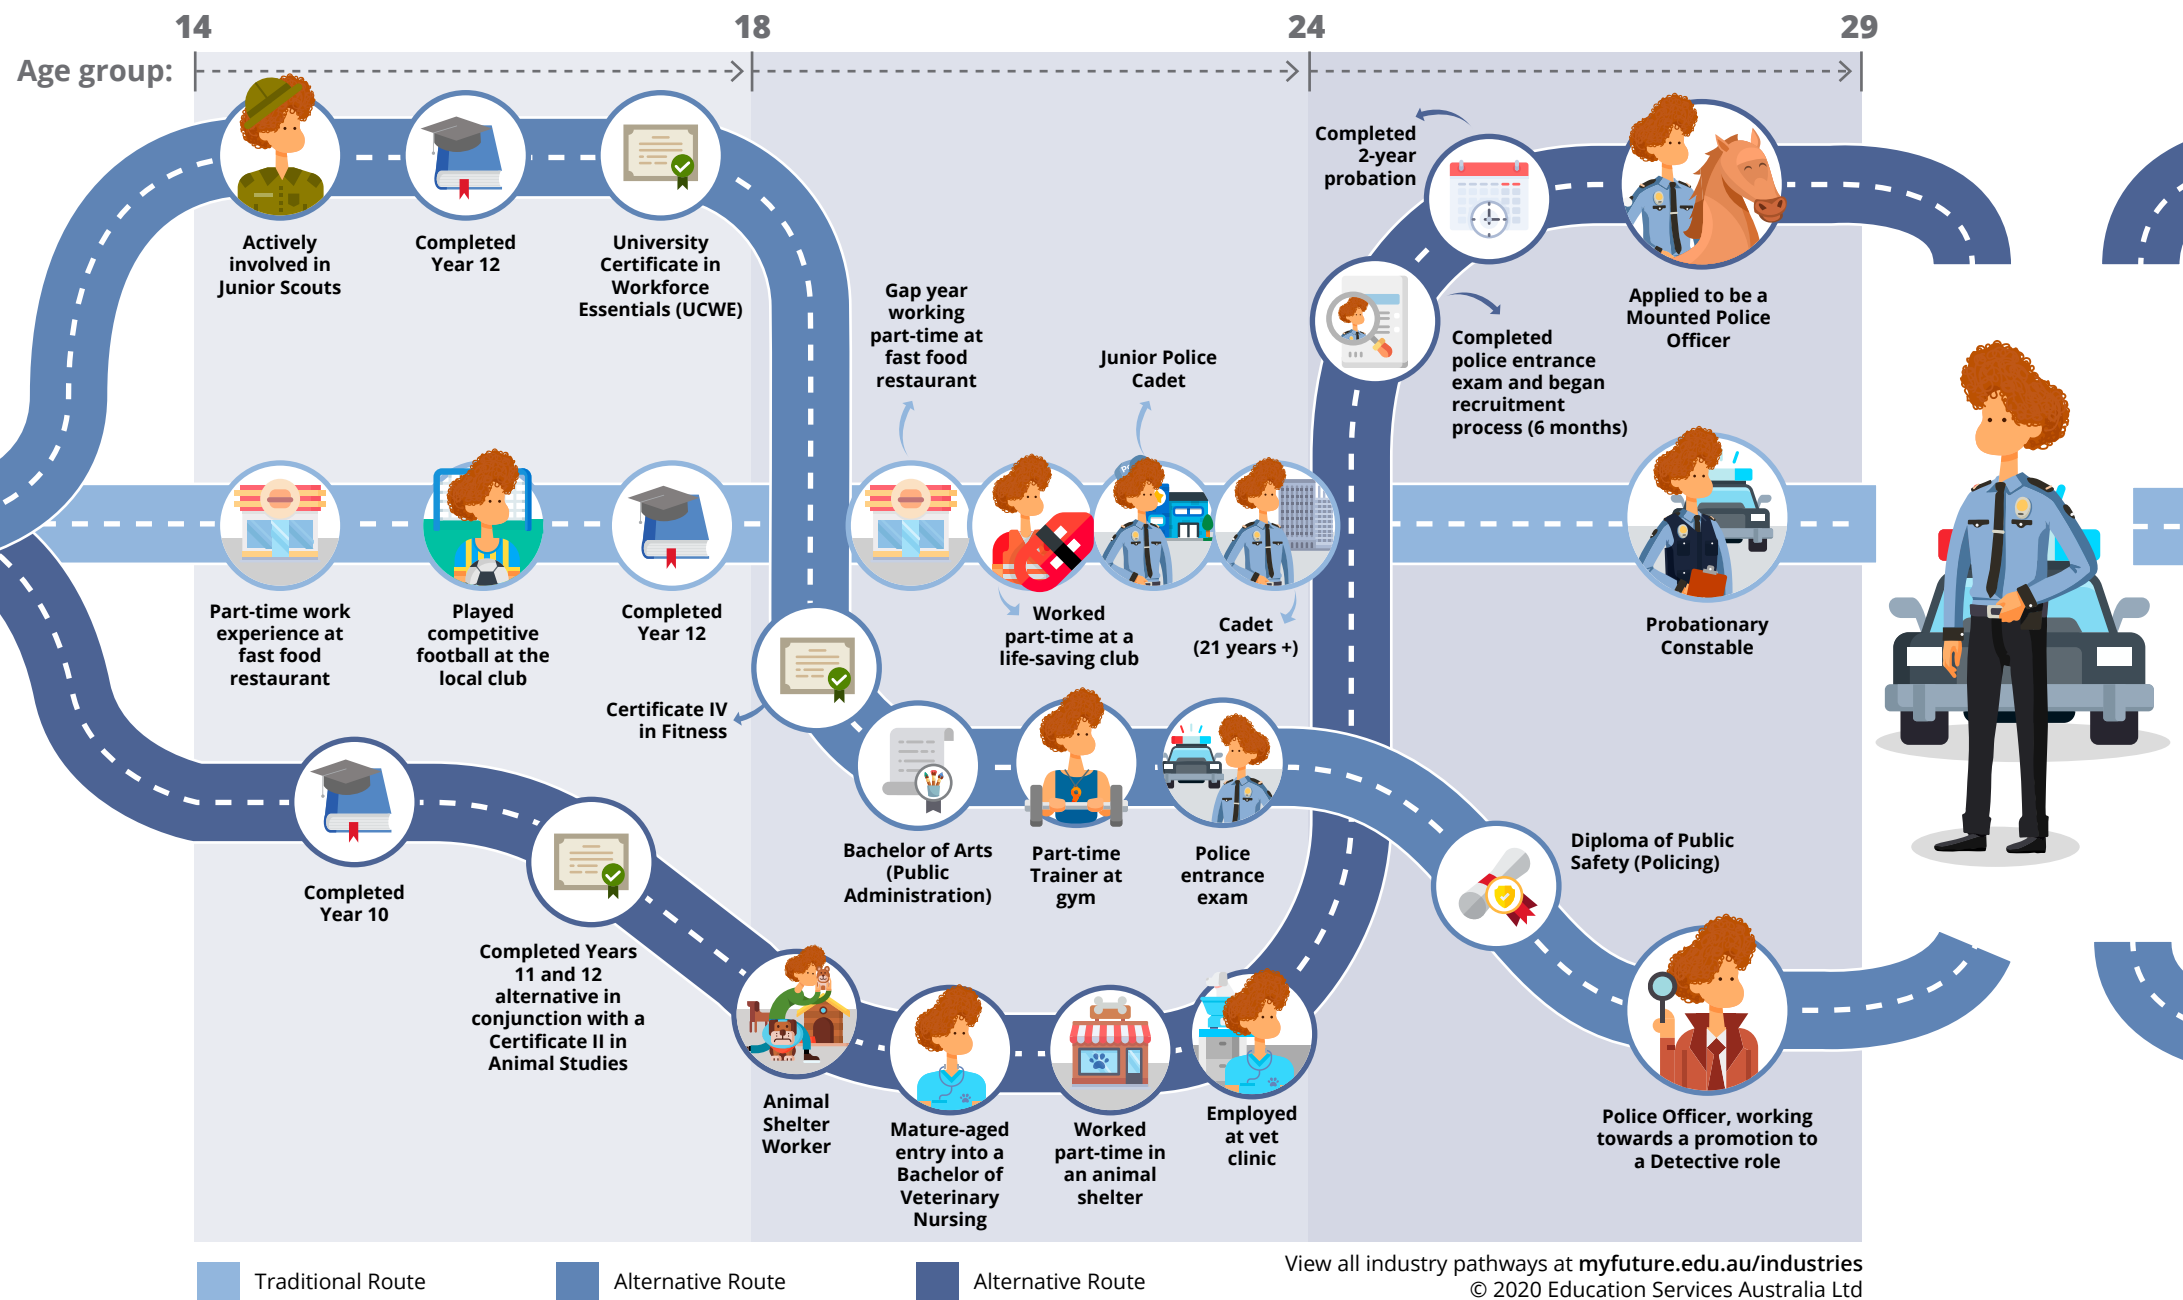 14
18
24
29
Age group:
Actively
involved in
Junior Scouts
Completed
Year 12
University
Certificate in
Workforce
Essentials (UCWE)
Gap year
working
part-time at
fast food
restaurant
Junior Police
Cadet
Completed
2-year
probation
Completed
police entrance
exam and began
recruitment
process (6 months)
Applied to be a
Mounted Police
Officer
Part-time work
experience at
fast food
restaurant
Played
competitive
football at the
local club
Completed
Year 12
Worked
part-time at a
life-saving club
Cadet
(21 years +)
Probationary
Constable
Certificate IV
in Fitness
Bachelor of Arts
(Public
Administration)
Part-time
Trainer at
gym
Police
entrance
exam
Diploma of Public
Safety (Policing)
Completed
Year 10
Completed Years
11 and 12
alternative in
conjunction with a
Certificate II in
Animal Studies
Animal
Shelter
Worker
Mature-aged
entry into a
Bachelor of
Veterinary
Nursing
Worked
part-time in
an animal
shelter
Employed
at vet
clinic
Police Officer, working
towards a promotion to
a Detective role
Traditional Route
Alternative Route
Alternative Route
View all industry pathways at myfuture.edu.au/industries
© 2020 Education Services Australia Ltd